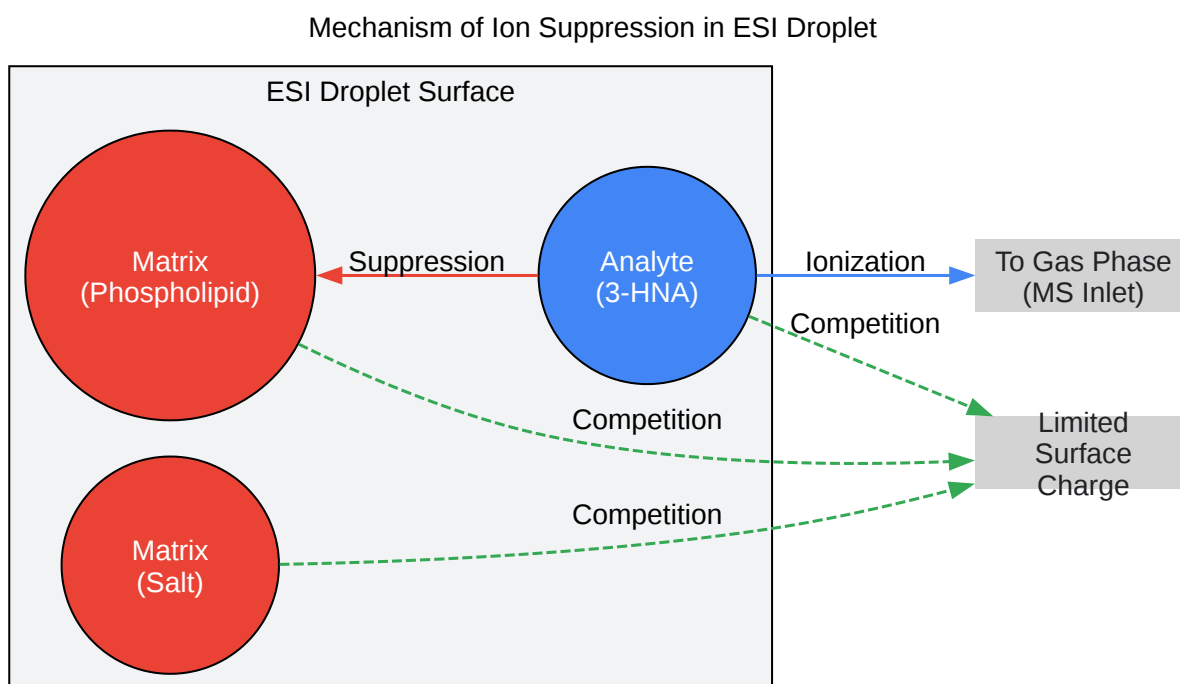 Mechanism of Ion Suppression in ESI Droplet
ESI Droplet Surface
Matrix
(Phospholipid)
Suppression
Analyte
(3-HNA)
Ionization
To Gas Phase
(MS Inlet)
Competition
Competition
Limited
Surface
Charge
Competition
Matrix
(Salt)